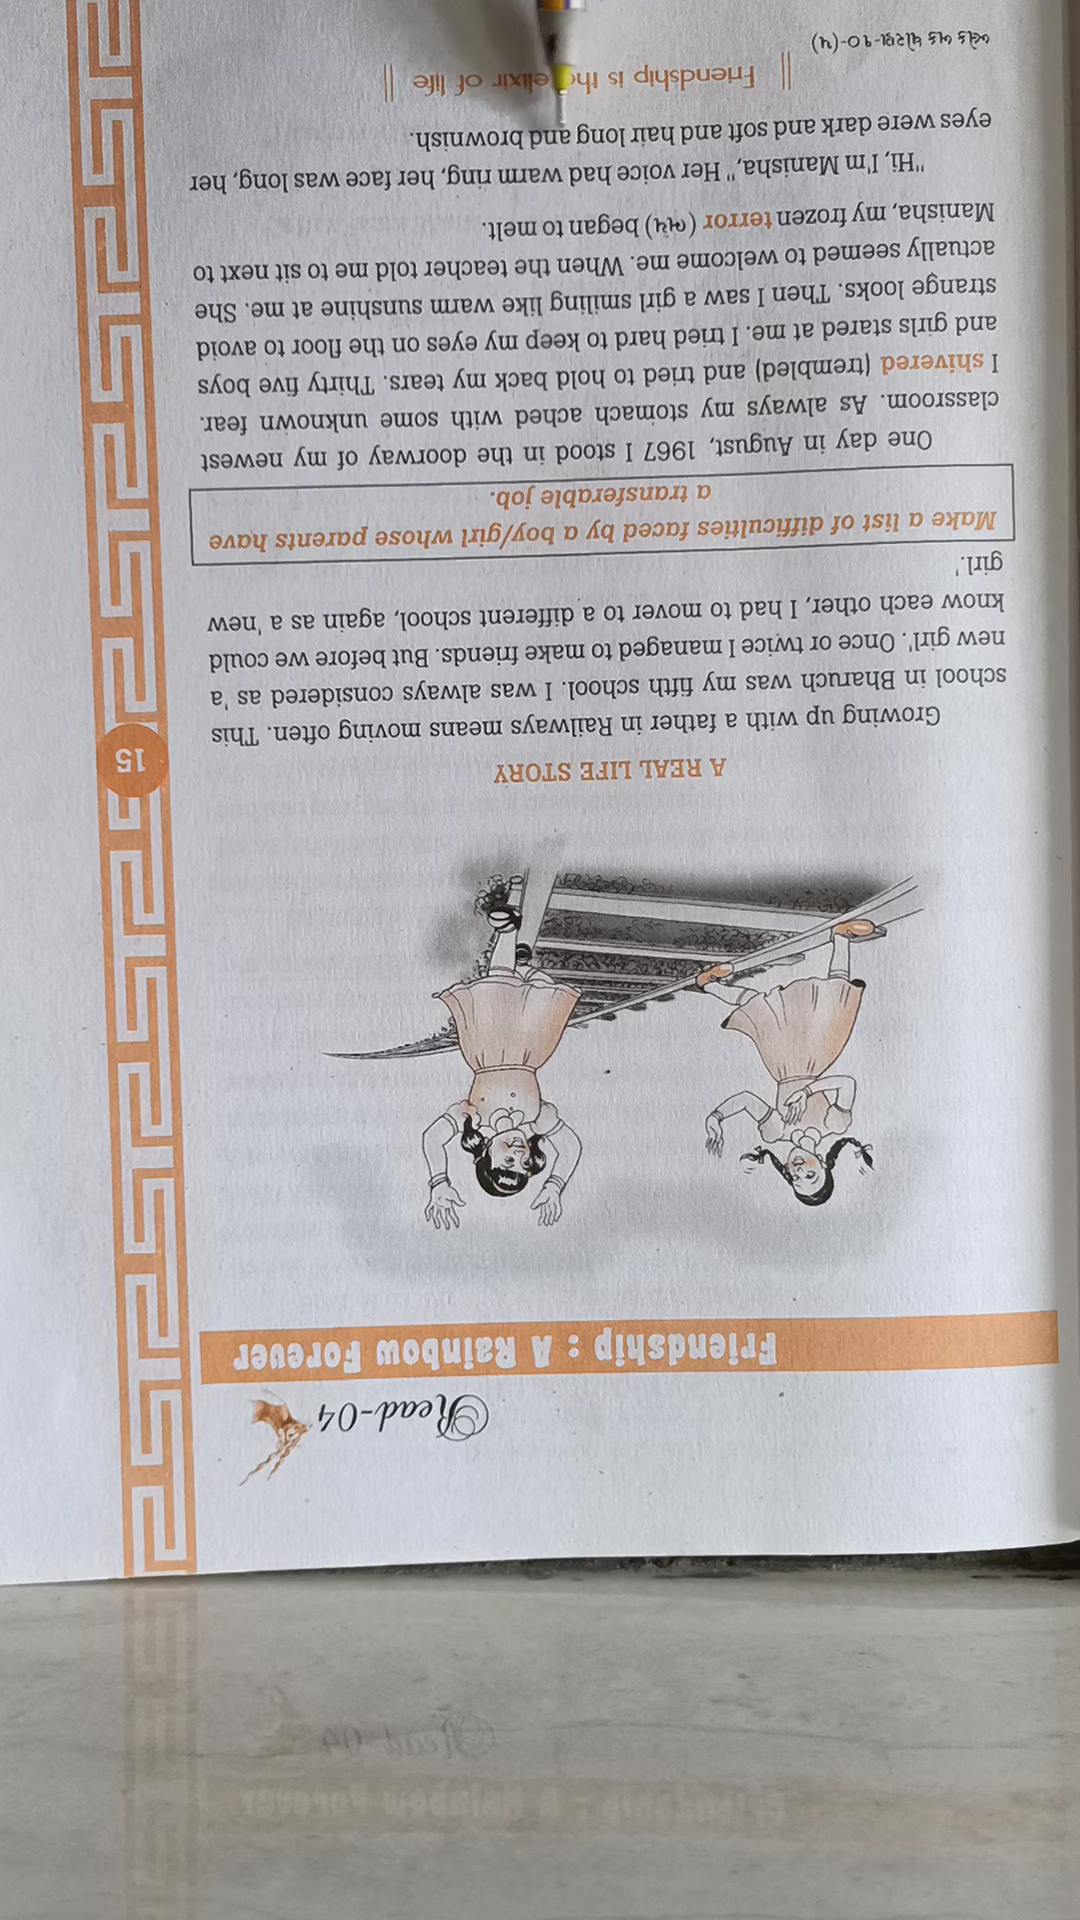 Read-04
Friendship : A Rainbow Forever
A REAL LIFE STORY
Growing up with a father in Railways means moving often. This
school in Bharuch was my fifth school. I was always considered as 'a
new girl'. Once or twice I managed to make friends. But before we could
know each other, I had to mover to a different school, again as a 'new
girl.'
Make a list of difficulties faced by a boy/girl whose parents have
a transferable job.
One day in August, 1967 I stood in the doorway of my newest
classroom. As always my stomach ached with some unknown fear.
I shivered (trembled) and tried to hold back my tears. Thirty five boys
and girls stared at me. I tried hard to keep my eyes on the floor to avoid
strange looks. Then I saw a girl smiling like warm sunshine at me. She
actually seemed to welcome me. When the teacher told me to sit next to
Manisha, my frozen terror (ભય) began to melt.
"Hi, I'm Manisha," Her voice had warm ring, her face was long, her
eyes were dark and soft and hair long and brownish.
|| Friendship is the elixir of life ||
15